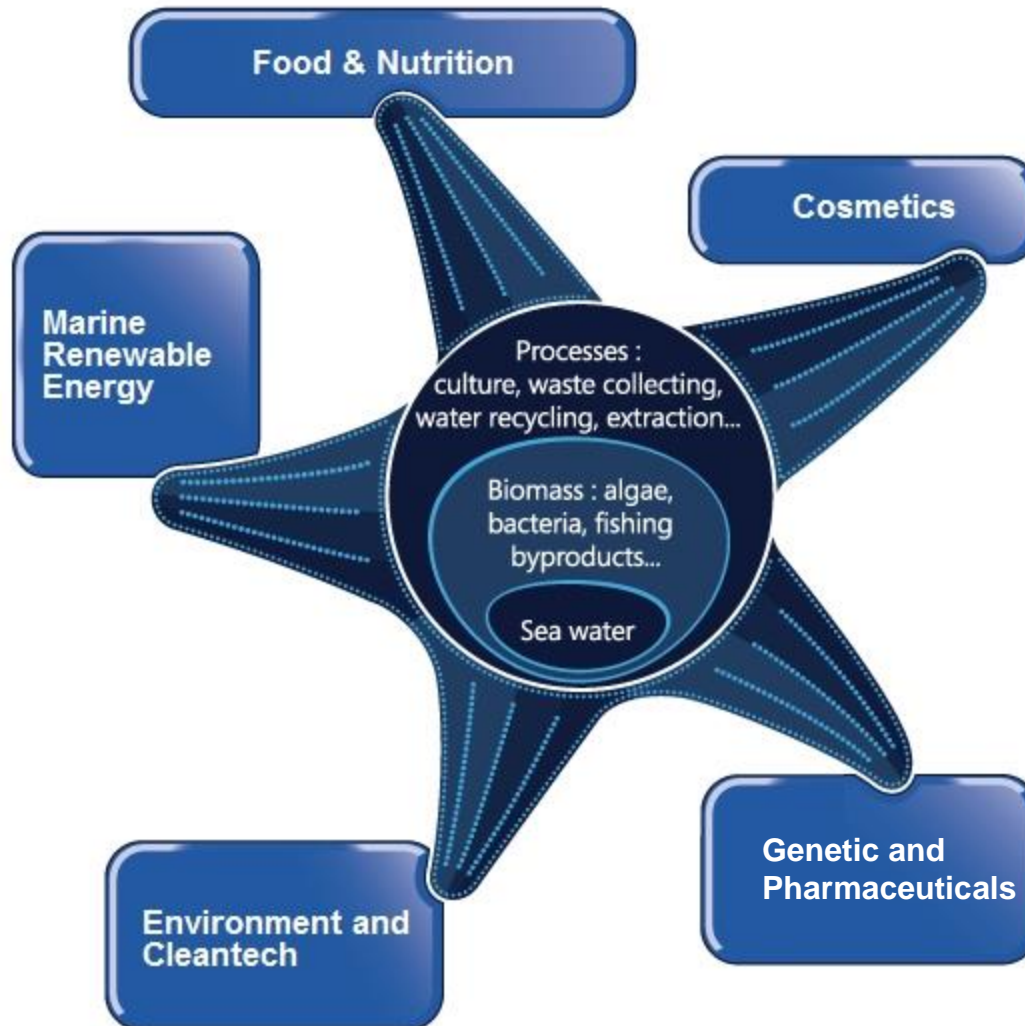 Food & Nutrition
Cosmetics
Marine
Renewable
Energy
Processes :
culture, waste collecting,
water recycling, extraction...
Biomass : algae,
bacteria, fishing
byproducts...
Sea water
Genetic and
Pharmaceuticals
Environment and
Cleantech